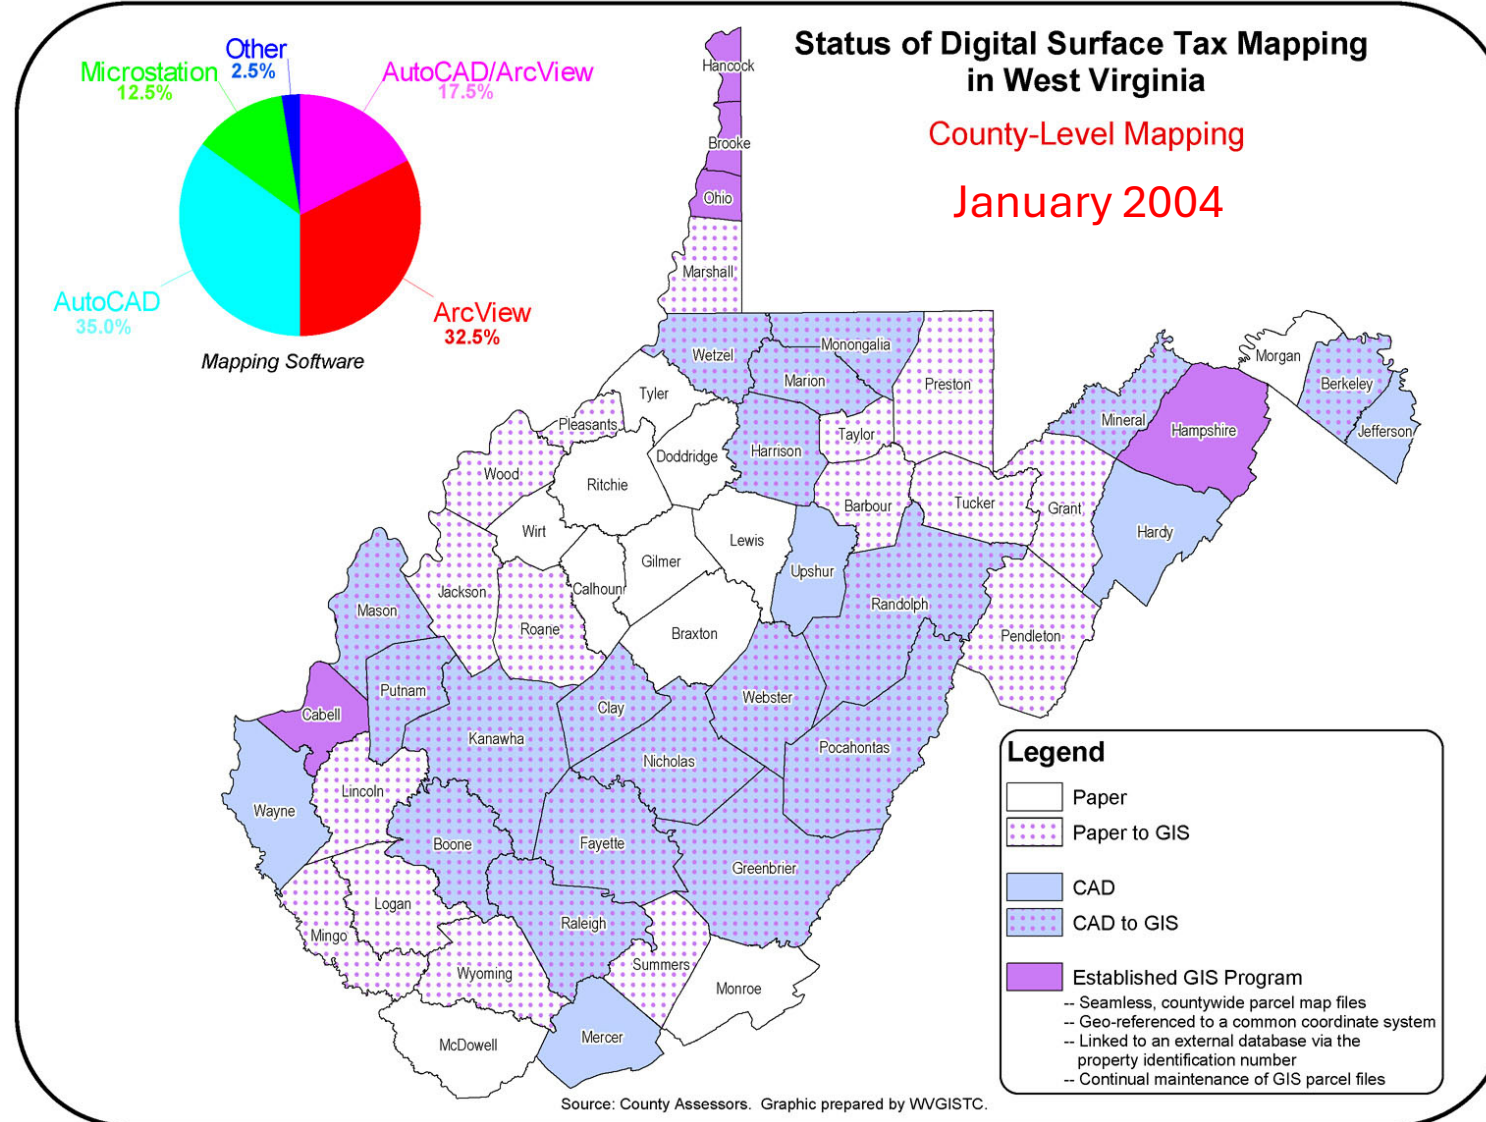 Status of Digital Surface Tax Mapping
in West Virginia
County-Level Mapping
January 2004
Other
2.5%
Microstation
12.5%
AutoCAD/ArcView
17.5%
AutoCAD
35.0%
ArcView
32.5%
Mapping Software
Hancock
Brooke
Ohio
Marshall
Wetzel
Monongalia
Marion
Preston
Morgan
Berkeley
Jefferson
Mineral
Hampshire
Tyler
Pleasants
Taylor
Harrison
Doddridge
Wood
Ritchie
Barbour
Tucker
Grant
Hardy
Wirt
Lewis
Gilmer
Upshur
Calhoun
Jackson
Mason
Roane
Braxton
Randolph
Pendleton
Putnam
Cabell
Clay
Webster
Kanawha
Pocahontas
Nicholas
Lincoln
Wayne
Boone
Fayette
Greenbrier
Logan
Raleigh
Mingo
Wyoming
Summers
Monroe
McDowell
Mercer
Legend
Paper
Paper to GIS
CAD
CAD to GIS
Established GIS Program
-- Seamless, countywide parcel map files
-- Geo-referenced to a common coordinate system
-- Linked to an external database via the
property identification number
-- Continual maintenance of GIS parcel files
Source: County Assessors.  Graphic prepared by WVGISTC.